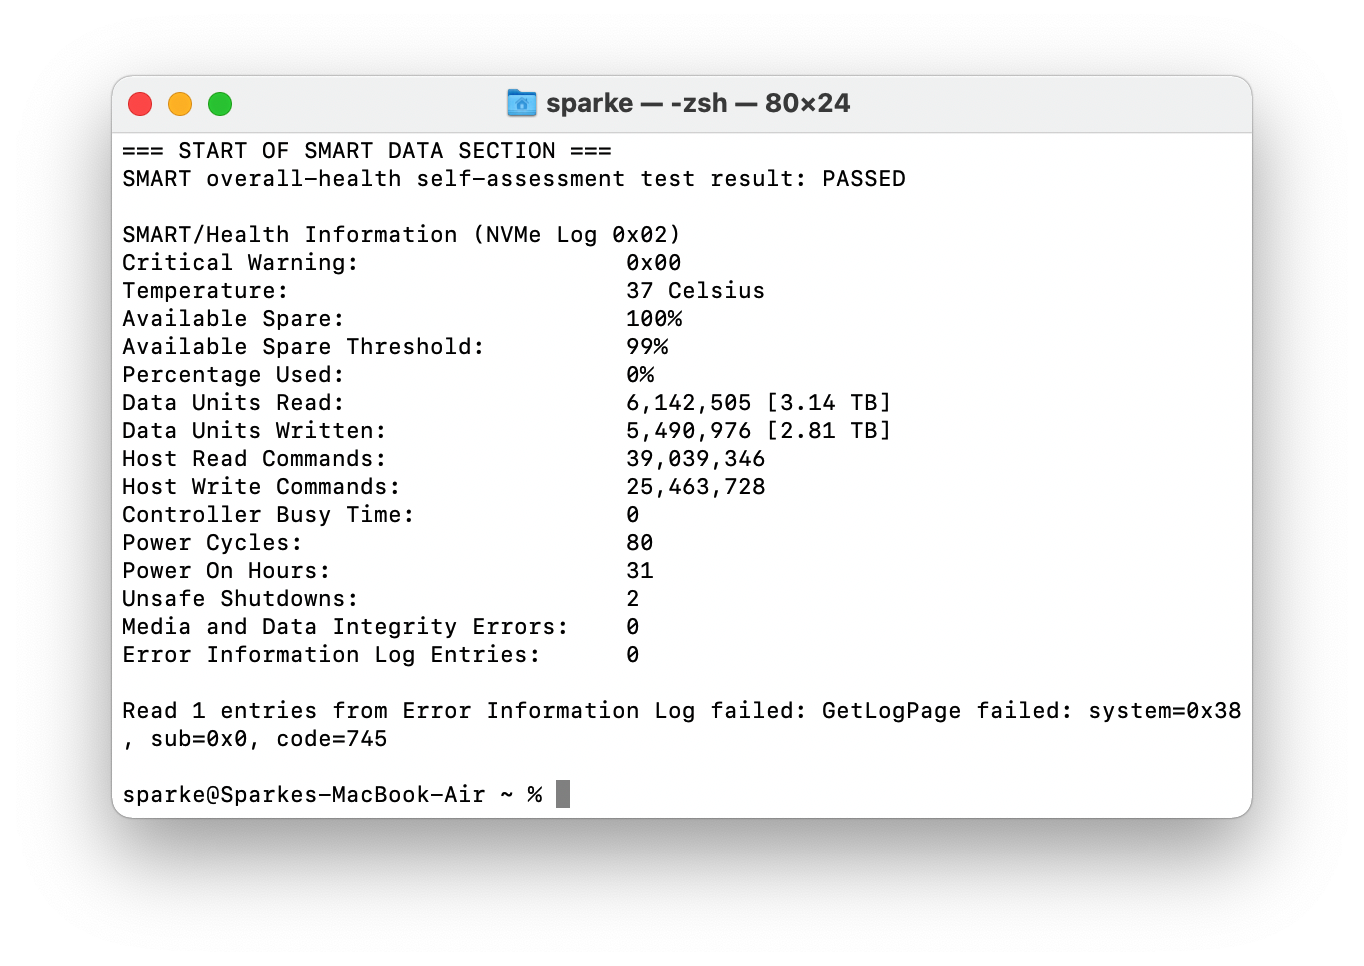 sparke — -zsh — 80×24
=== START OF SMART DATA SECTION ===
SMART overall-health self-assessment test result: PASSED
SMART/Health Information (NVMe Log 0x02)
Critical Warning: 0x00
Temperature: 37 Celsius
Available Spare: 100%
Available Spare Threshold: 99%
Percentage Used: 0%
Data Units Read: 6,142,505 [3.14 TB]
Data Units Written: 5,490,976 [2.81 TB]
Host Read Commands: 39,039,346
Host Write Commands: 25,463,728
Controller Busy Time: 0
Power Cycles: 80
Power On Hours: 31
Unsafe Shutdowns: 2
Media and Data Integrity Errors: 0
Error Information Log Entries: 0
Read 1 entries from Error Information Log failed: GetLogPage failed: system=0x38
, sub=0x0, code=745
sparke@Sparkes-MacBook-Air ~ %